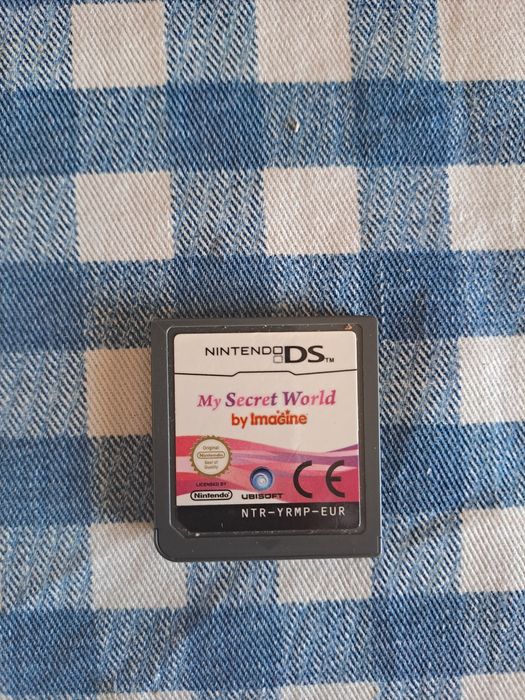 NINTENDO DS™
My Secret World
by Imagine
Original
Nintendo
Seal of
Quality
LICENSED BY
Nintendo
UBISOFT
CE
NTR-YRMP-EUR